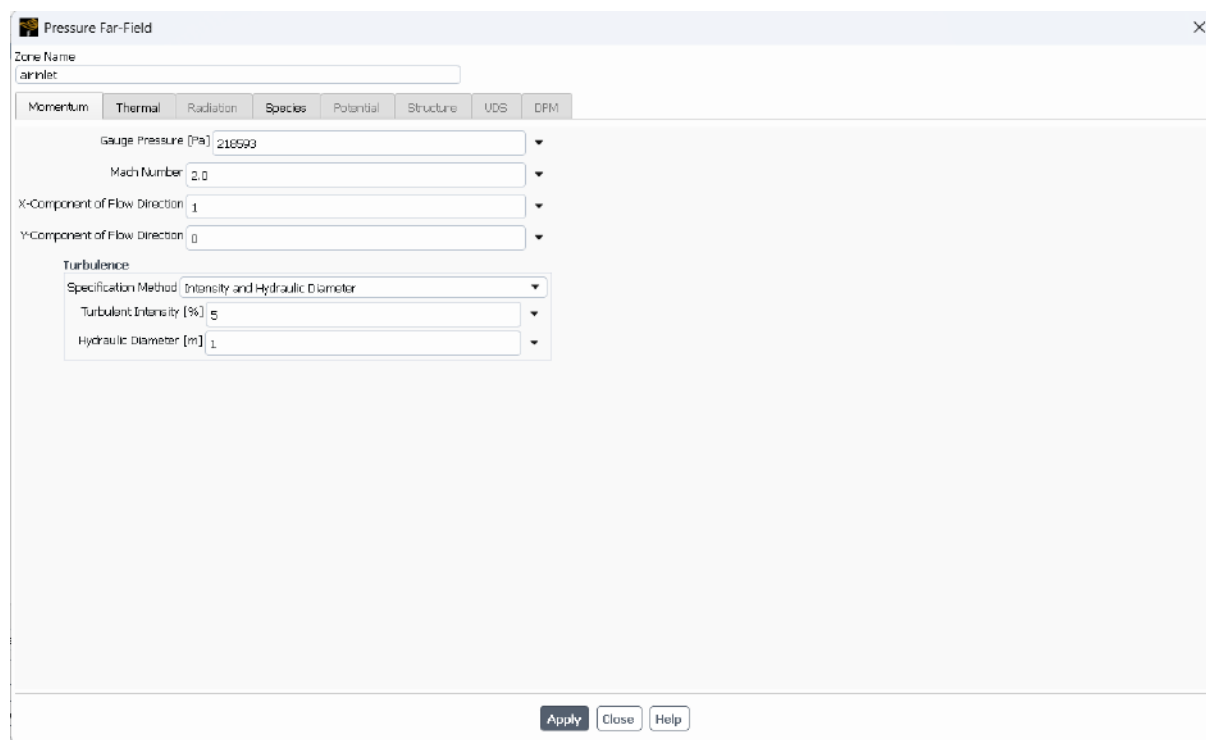 Pressure Far-Field
Zone Name
airinlet
Momentum Thermal Radiation Species Potential Structure UDS DPM
Gauge Pressure [Pa] 218593
Mach Number 2.0
X-Component of Flow Direction 1
Y-Component of Flow Direction 0
Turbulence
Specification Method Intensity and Hydraulic Diameter
Turbulent Intensity [%] 5
Hydraulic Diameter [m] 1
Apply Close Help